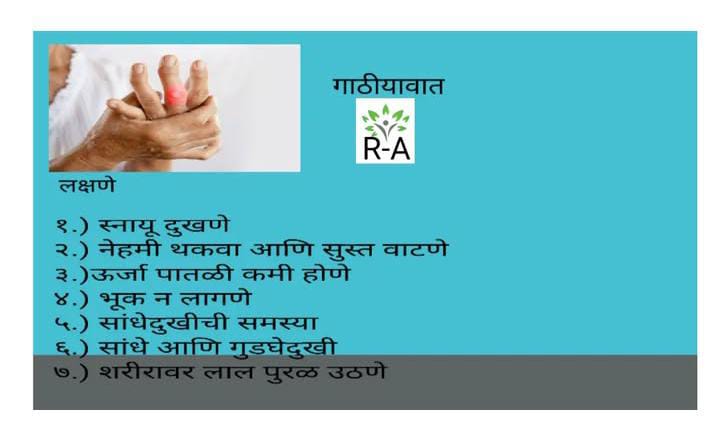 गाठीयावात
R-A
लक्षणे
१.) स्नायू दुखणे
२.) नेहमी थकवा आणि सुस्त वाटणे
३.)ऊर्जा पातळी कमी होणे
४.) भूक न लागणे
५.) सांधेदुखीची समस्या
६.) सांधे आणि गुडघेदुखी
७.) शरीरावर लाल पुरळ उठणे